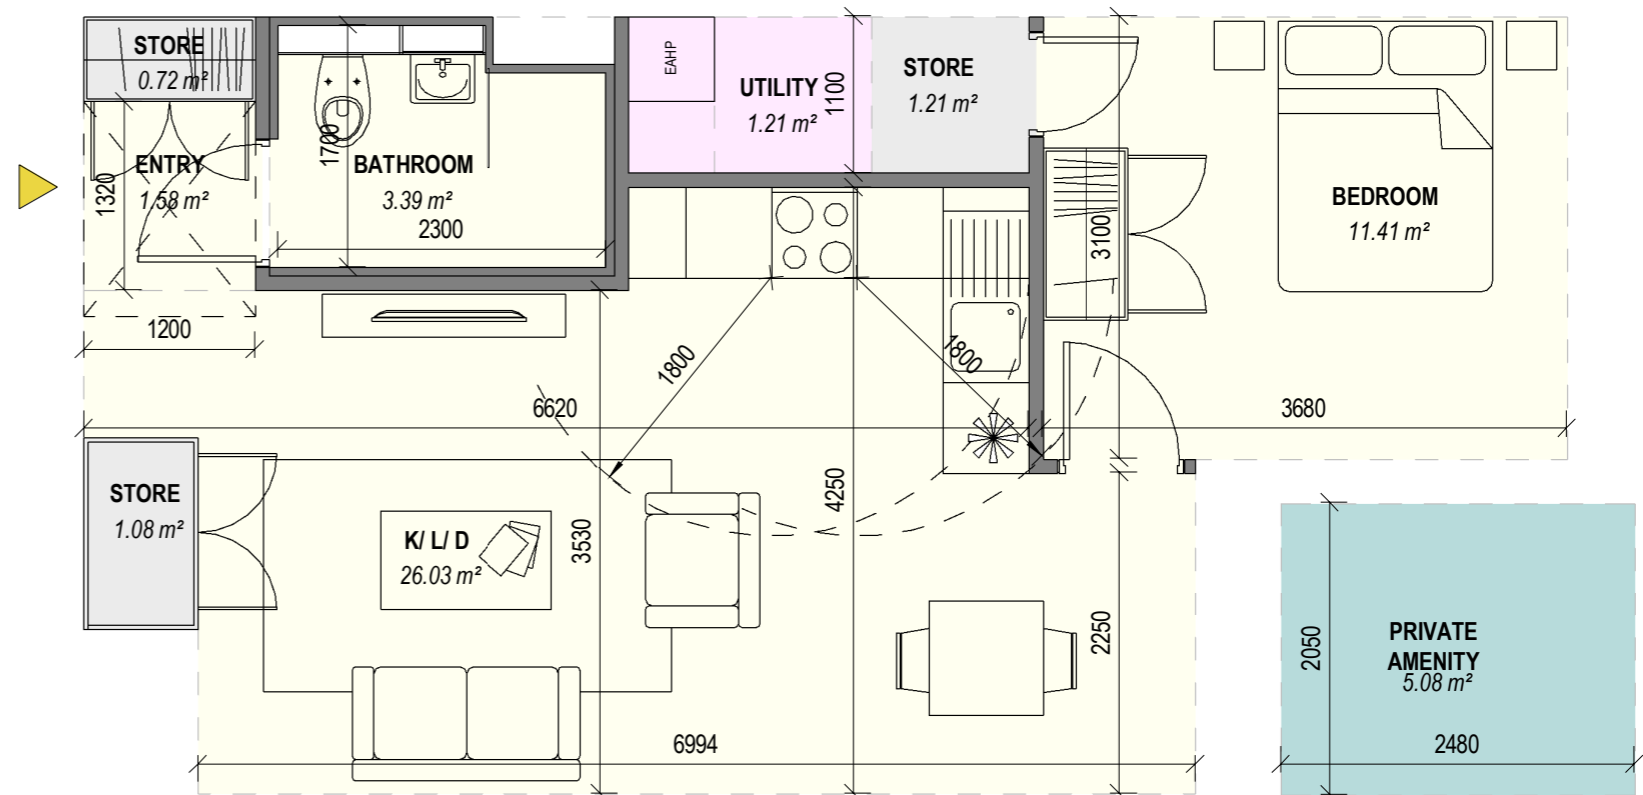 STORE
0.72 m²
ENTRY
1.58 m²
1320
1200
1700
BATHROOM
3.39 m²
2300
EAHP
UTILITY
1.21 m²
1100
STORE
1.21 m²
3100
BEDROOM
11.41 m²
1800
1800
6620
3680
STORE
1.08 m²
K/ L/ D
26.03 m²
3530
4250
2250
6994
2050
PRIVATE
AMENITY
5.08 m²
2480